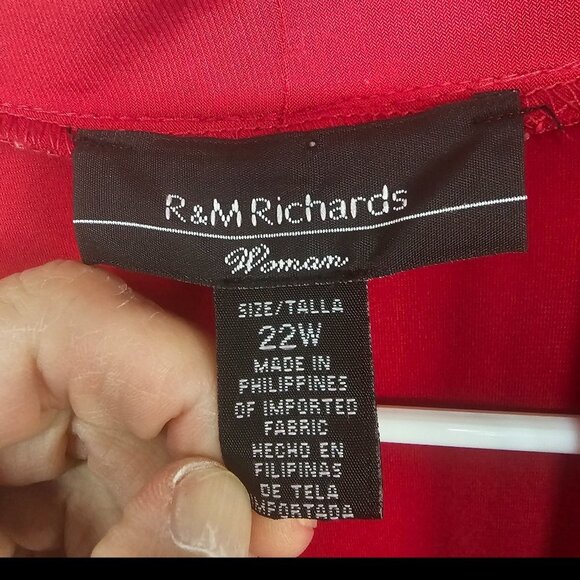 R&M Richards
Woman
SIZE/TALLA
22W
MADE IN
PHILIPPINES
OF IMPORTED
FABRIC
HECHO EN
FILIPINAS
DE TELA
IMPORTADA